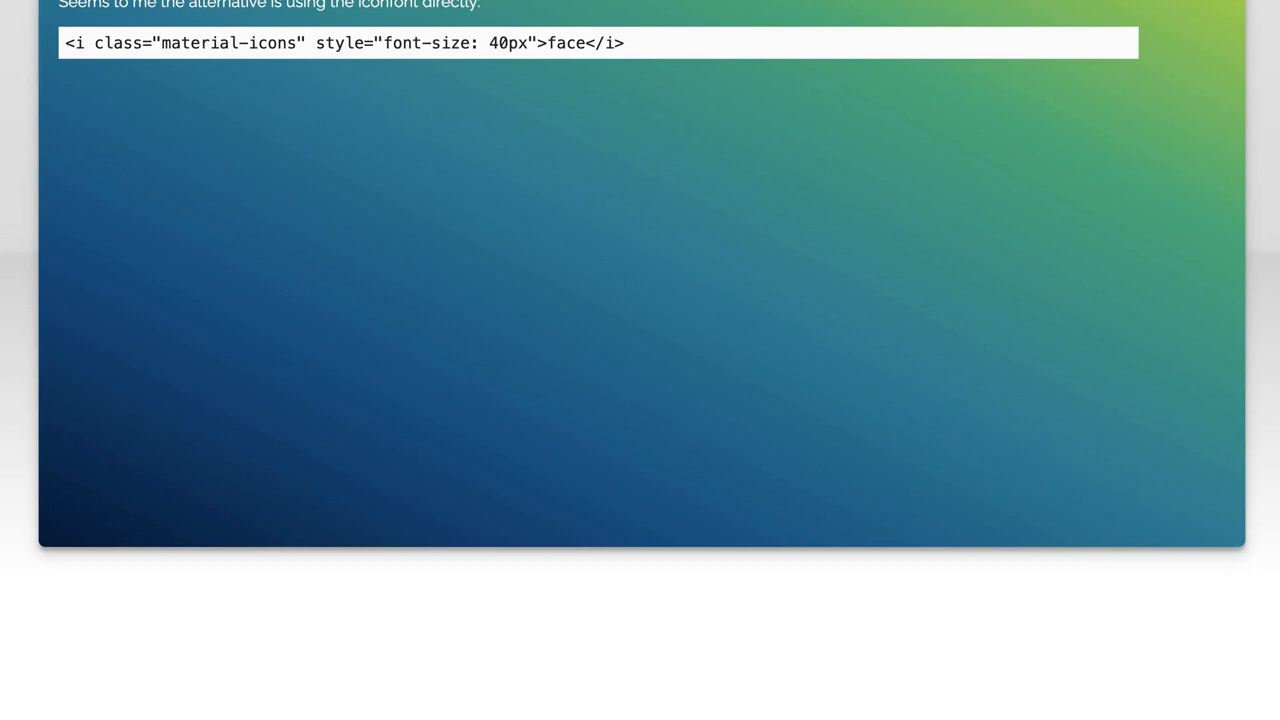 Seems to me the alternative is using the iconfont directly:
<i class="material-icons" style="font-size: 40px">face</i>